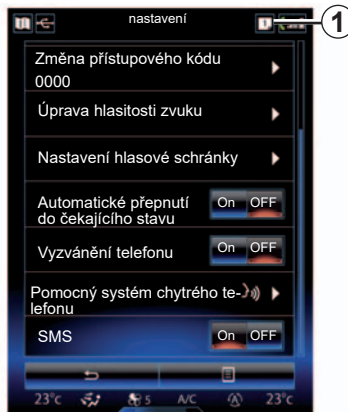 nastavení
1
Změna přístupového kódu
0000
Úprava hlasitosti zvuku
Nastavení hlasové schránky
Automatické přepnutí
do čekajícího stavu
On OFF
Vyzvánění telefonu
On OFF
Pomocný systém chytrého te-
lefonu
SMS
On OFF
23°c 5 A/C 23°c